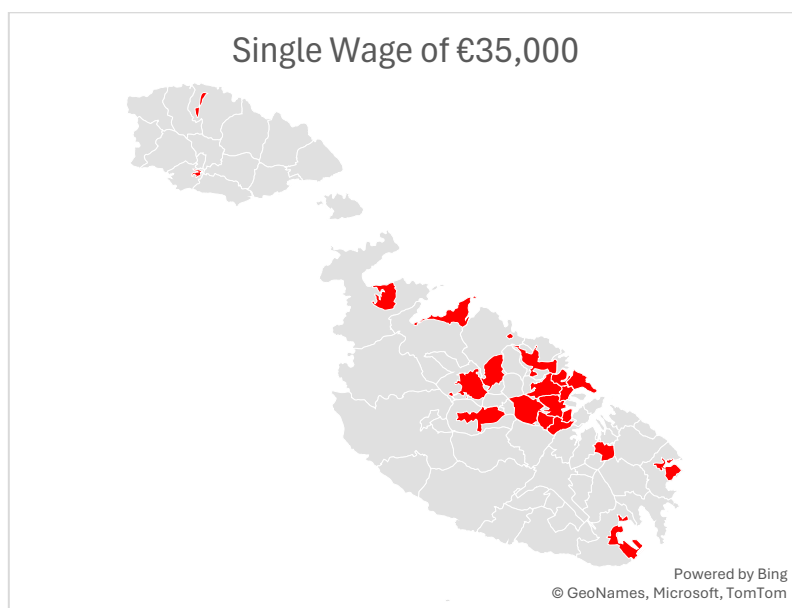 Single Wage of €35,000
Powered by Bing
© GeoNames, Microsoft, TomTom